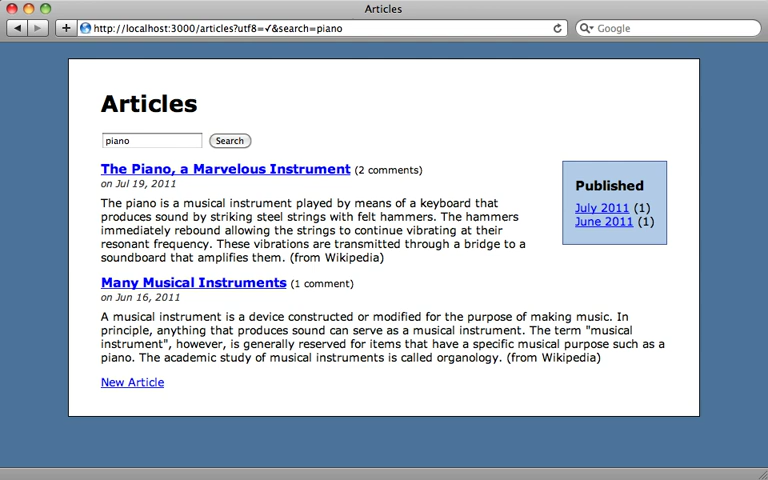 Articles
http://localhost:3000/articles?utf8=✓&search=piano
Google
Articles
piano
Search
The Piano, a Marvelous Instrument (2 comments)
on Jul 19, 2011
The piano is a musical instrument played by means of a keyboard that
produces sound by striking steel strings with felt hammers. The hammers
immediately rebound allowing the strings to continue vibrating at their
resonant frequency. These vibrations are transmitted through a bridge to a
soundboard that amplifies them. (from Wikipedia)
Published
July 2011 (1)
June 2011 (1)
Many Musical Instruments (1 comment)
on Jun 16, 2011
A musical instrument is a device constructed or modified for the purpose of making music. In
principle, anything that produces sound can serve as a musical instrument. The term "musical
instrument", however, is generally reserved for items that have a specific musical purpose such as a
piano. The academic study of musical instruments is called organology. (from Wikipedia)
New Article